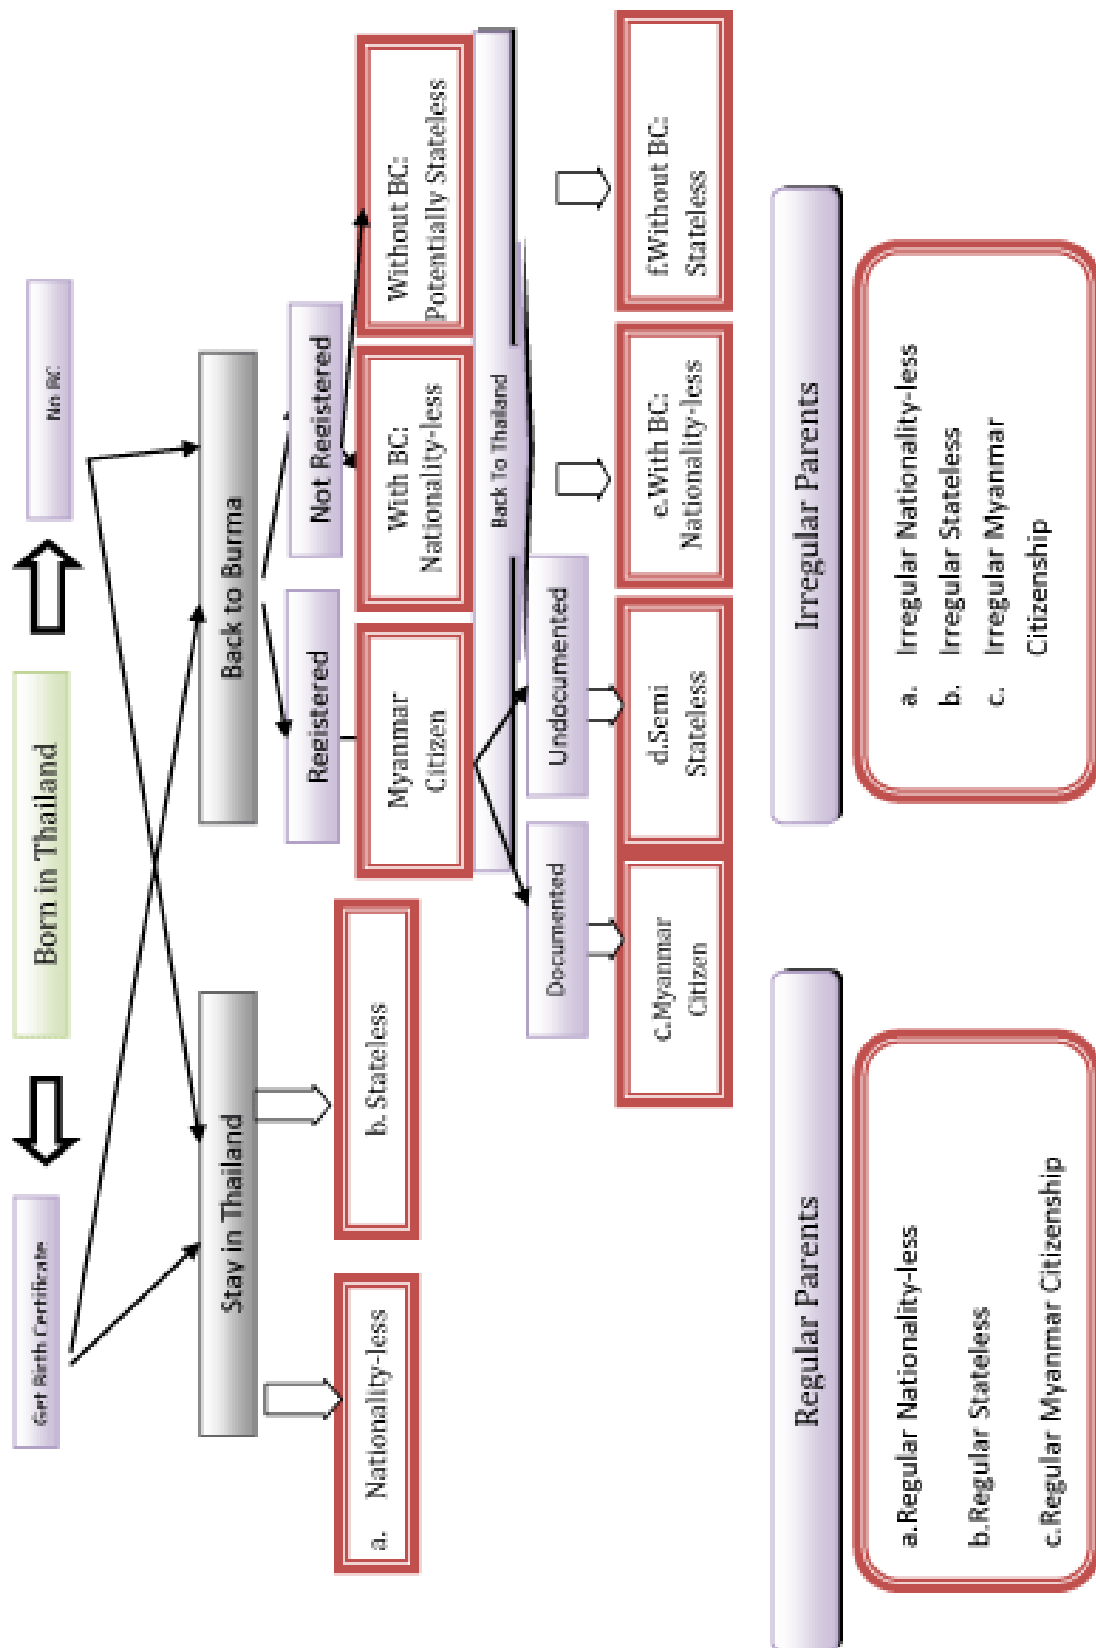 Born in Thailand
Get Birth Certificate
No BC
Stay in Thailand
Back to Burma
Registered
Not Registered
a. Nationality-less
b. Stateless
Myanmar
Citizen
With BC:
Nationality-less
Without BC:
Potentially Stateless
Back To Thailand
Documented
Undocumented
c.Myanmar
Citizen
d.Semi
Stateless
e.With BC:
Nationality-less
f.Without BC:
Stateless
Regular Parents
Irregular Parents
a.Regular Nationality-less
b.Regular Stateless
c.Regular Myanmar Citizenship
a. Irregular Nationality-less
b. Irregular Stateless
c. Irregular Myanmar
Citizenship